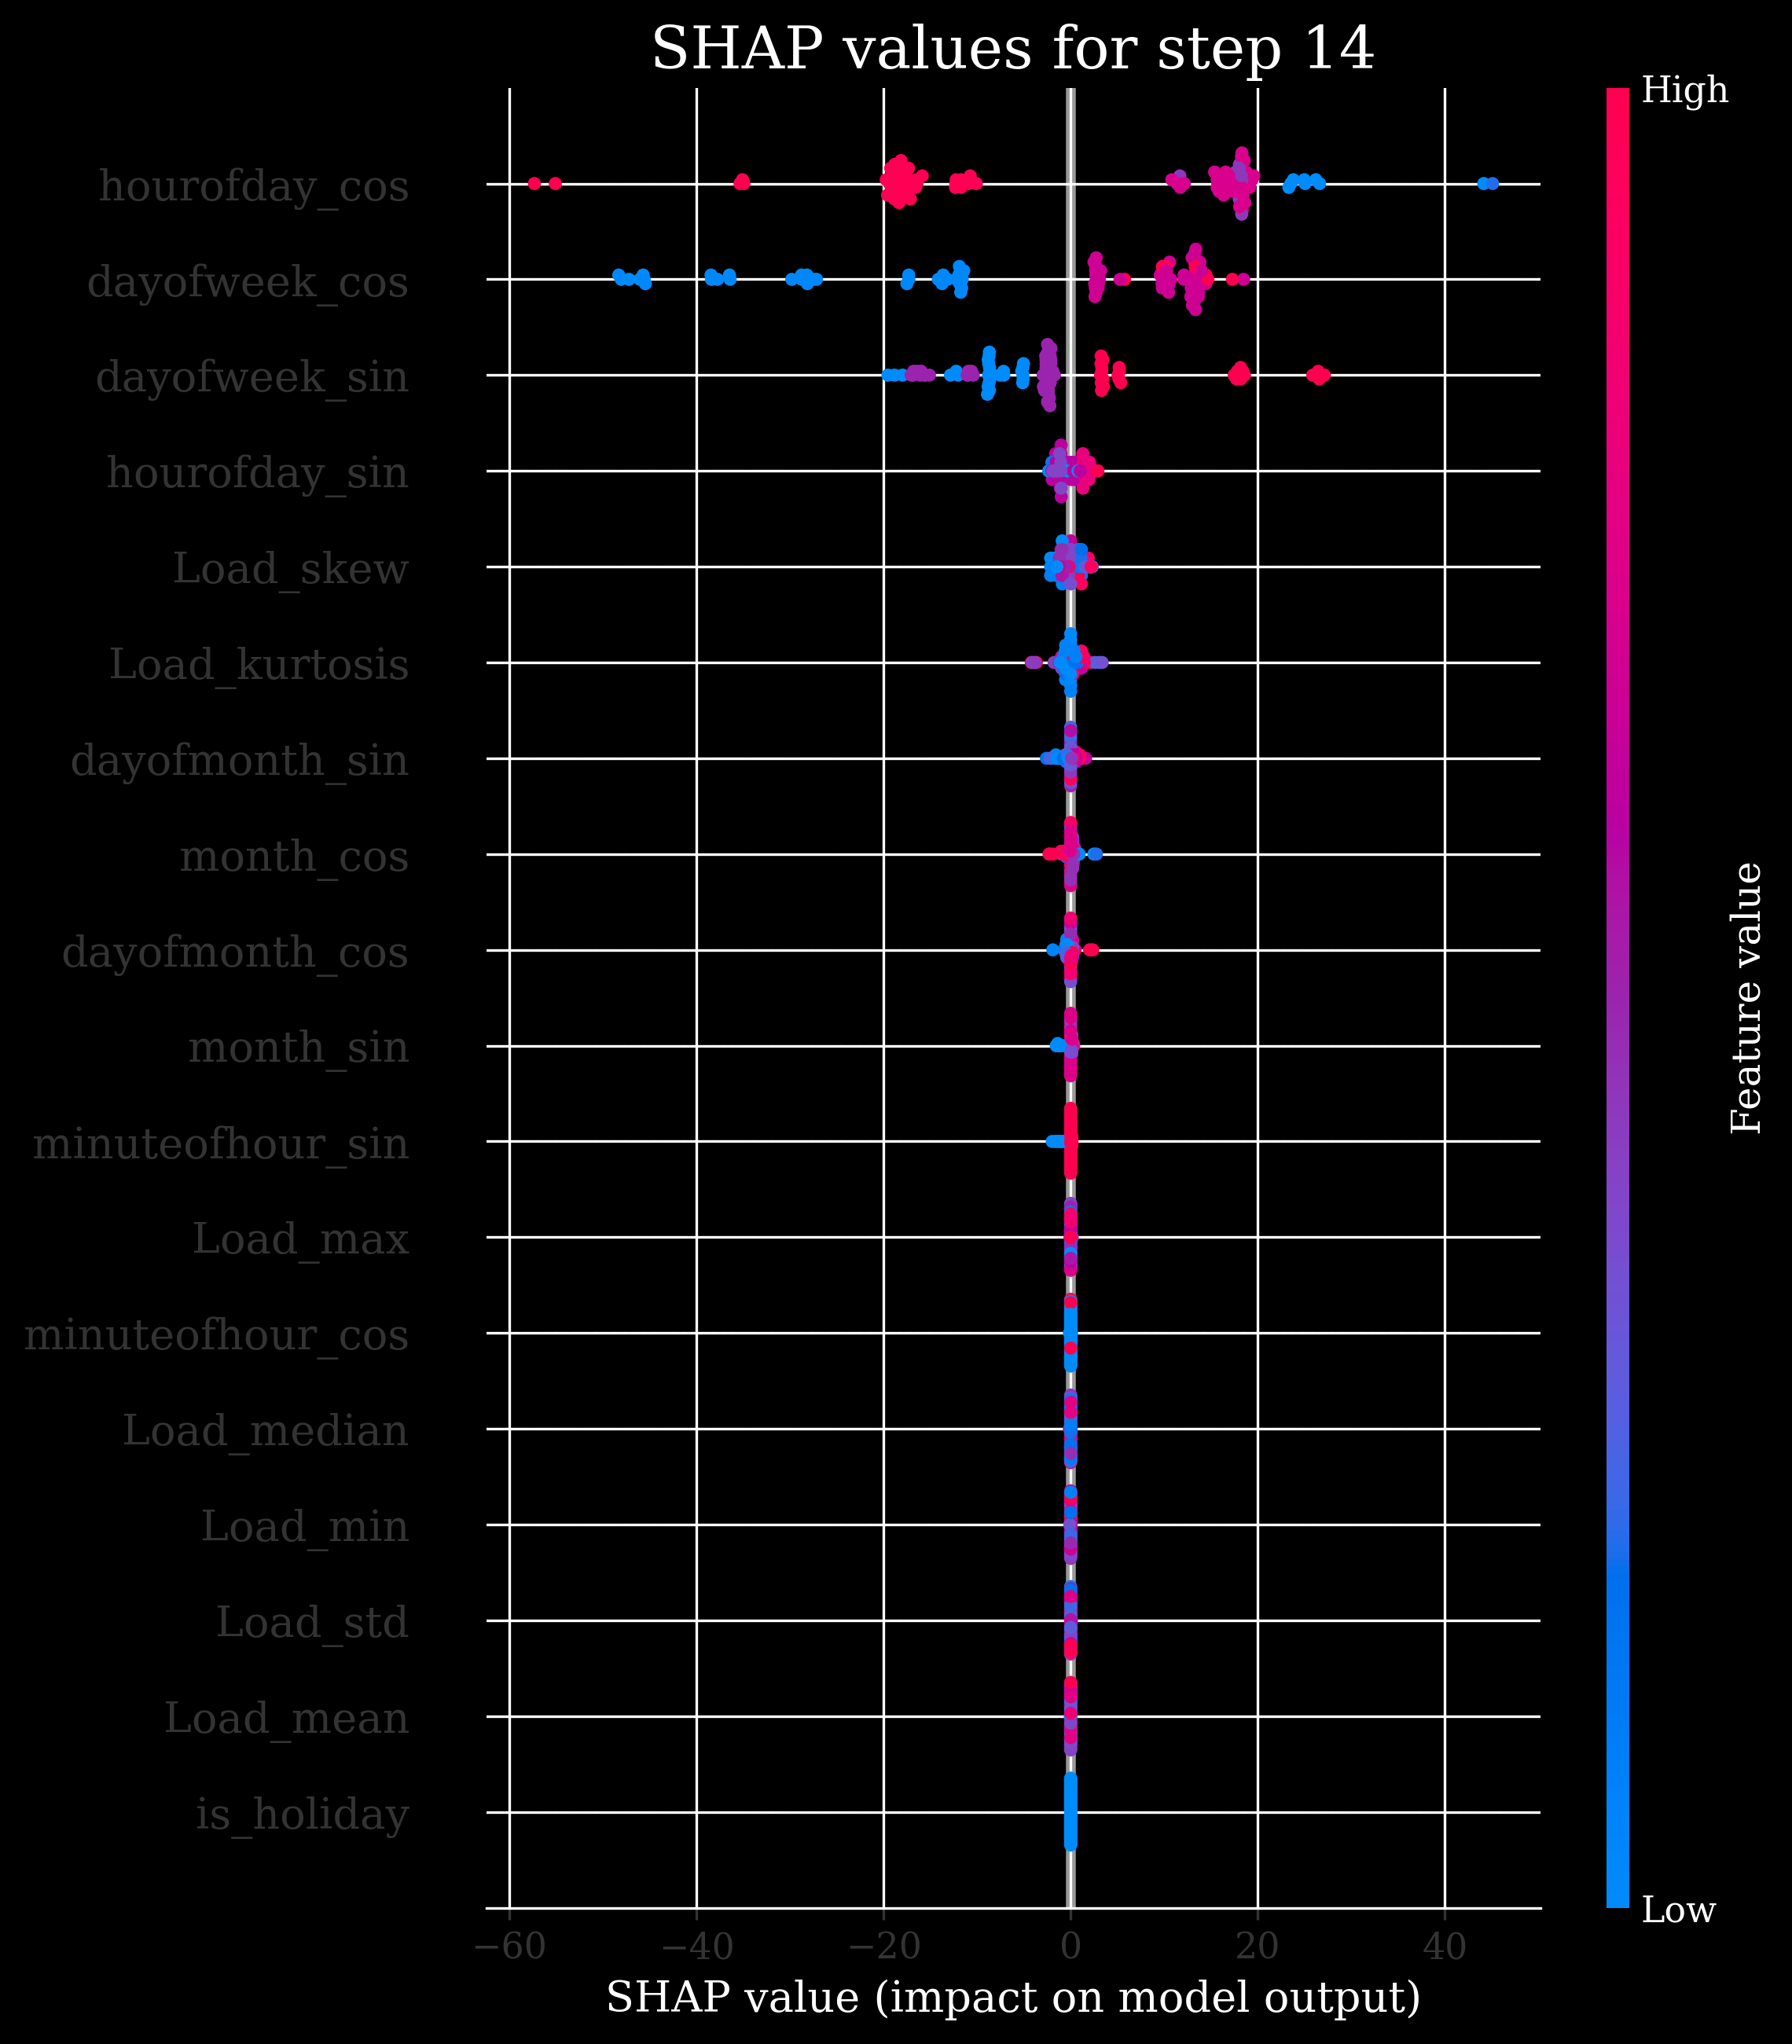 SHAP values for step 14
High
hourofday_cos
dayofweek_cos
dayofweek_sin
hourofday_sin
Load_skew
Load_kurtosis
dayofmonth_sin
month_cos
dayofmonth_cos
month_sin
minuteofhour_sin
Load_max
minuteofhour_cos
Load_median
Load_min
Load_std
Load_mean
is_holiday
Feature value
Low
−60 −40 −20 0 20 40
SHAP value (impact on model output)